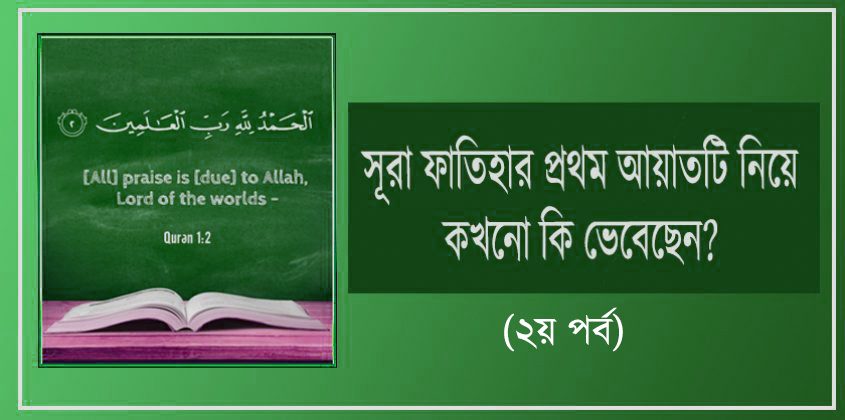 ٱلْحَمْدُ لِلَّهِ رَبِّ ٱلْعَـٰلَمِينَ ٢
[All] praise is [due] to Allah,
Lord of the worlds -
Quran 1:2
সূরা ফাতিহার প্রথম আয়াতটি নিয়ে
কখনো কি ভেবেছেন?
(২য় পর্ব)